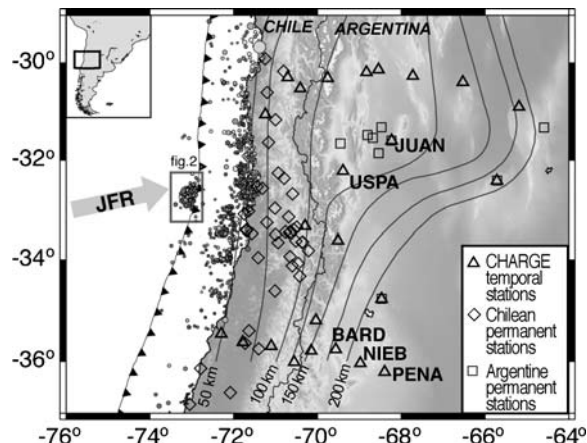 CHILE ARGENTINA
-30°
-32°
-34°
-36°
fig.2
JFR
JUAN
USPA
BARD
NIEB
PENA
50 km
100 km
150 km
200 km
CHARGE
temporal
stations
Chilean
permanent
stations
Argentine
permanent
stations
-76° -74° -72° -70° -68° -66° -64°